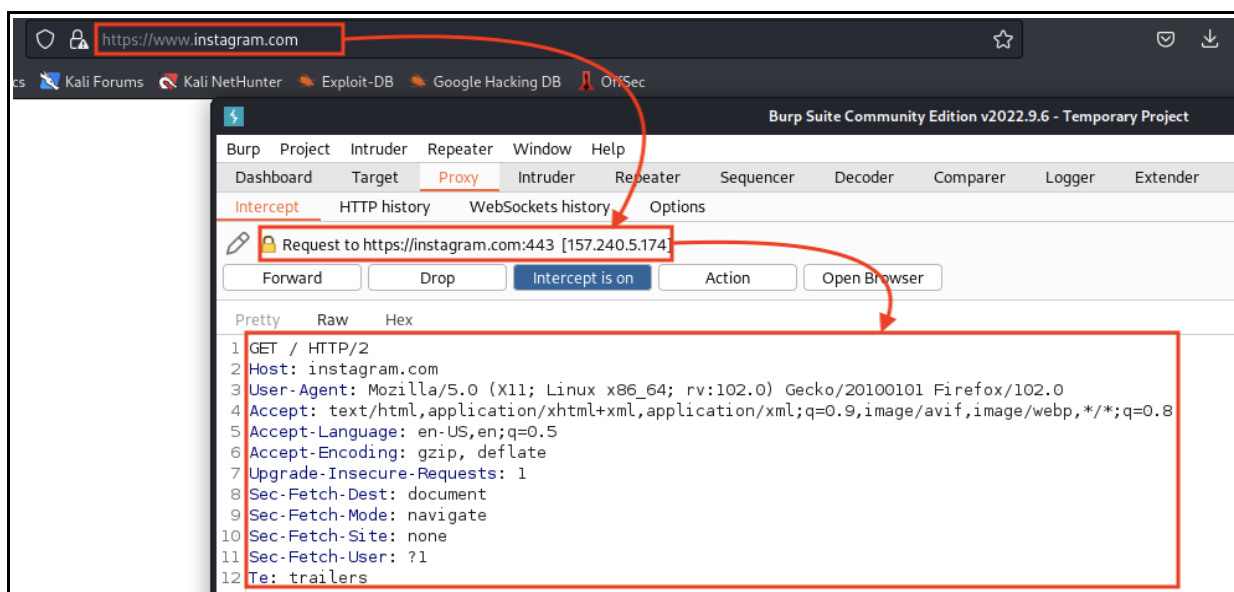 https://www.instagram.com
cs Kali Forums Kali NetHunter Exploit-DB Google Hacking DB OffSec
Burp Suite Community Edition v2022.9.6 - Temporary Project
Burp Project Intruder Repeater Window Help
Dashboard Target Proxy Intruder Repeater Sequencer Decoder Comparer Logger Extender
Intercept HTTP history WebSockets history Options
Request to https://instagram.com:443 [157.240.5.174]
Forward Drop Intercept is on Action Open Browser
Pretty Raw Hex
1 GET / HTTP/2
2 Host: instagram.com
3 User-Agent: Mozilla/5.0 (X11; Linux x86_64; rv:102.0) Gecko/20100101 Firefox/102.0
4 Accept: text/html,application/xhtml+xml,application/xml;q=0.9,image/avif,image/webp,*/*;q=0.8
5 Accept-Language: en-US,en;q=0.5
6 Accept-Encoding: gzip, deflate
7 Upgrade-Insecure-Requests: 1
8 Sec-Fetch-Dest: document
9 Sec-Fetch-Mode: navigate
10 Sec-Fetch-Site: none
11 Sec-Fetch-User: ?1
12 Te: trailers